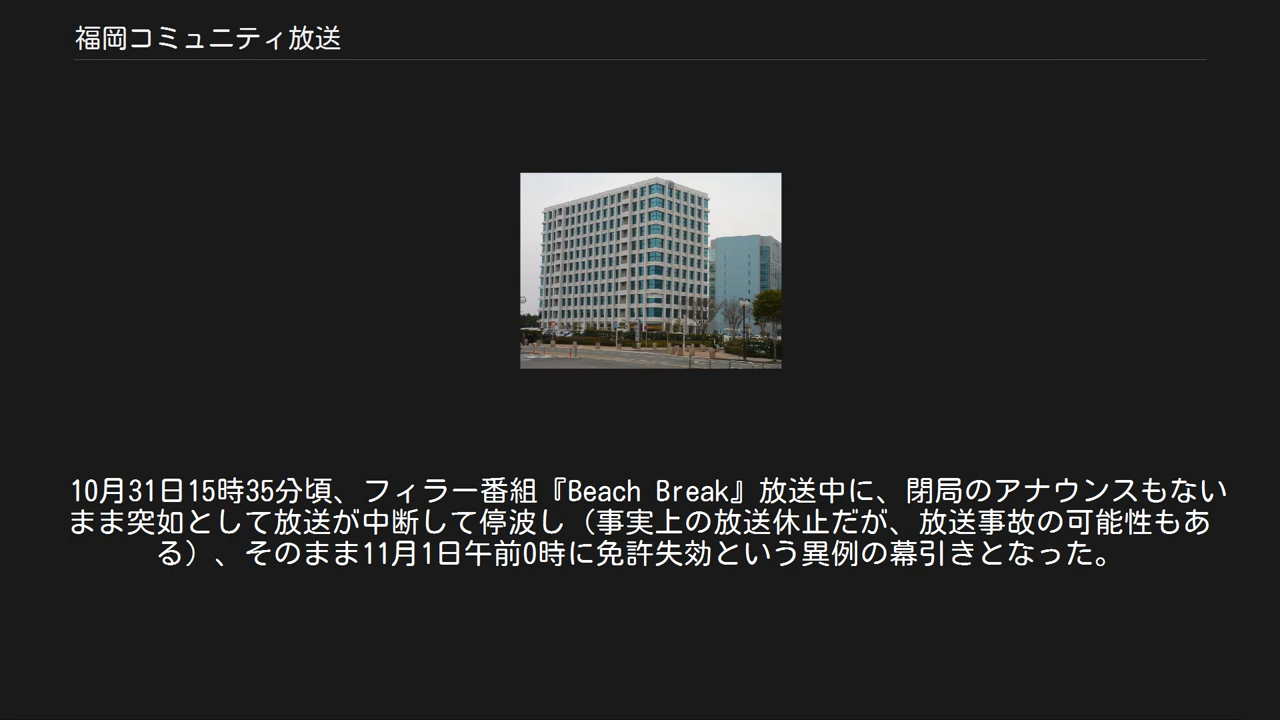 福岡コミュニティ放送
10月31日15時35分頃、フィラー番組『Beach Break』放送中に、閉局のアナウンスもない
まま突如として放送が中断して停波し（事実上の放送休止だが、放送事故の可能性もあ
る）、そのまま11月1日午前0時に免許失効という異例の幕引きとなった。